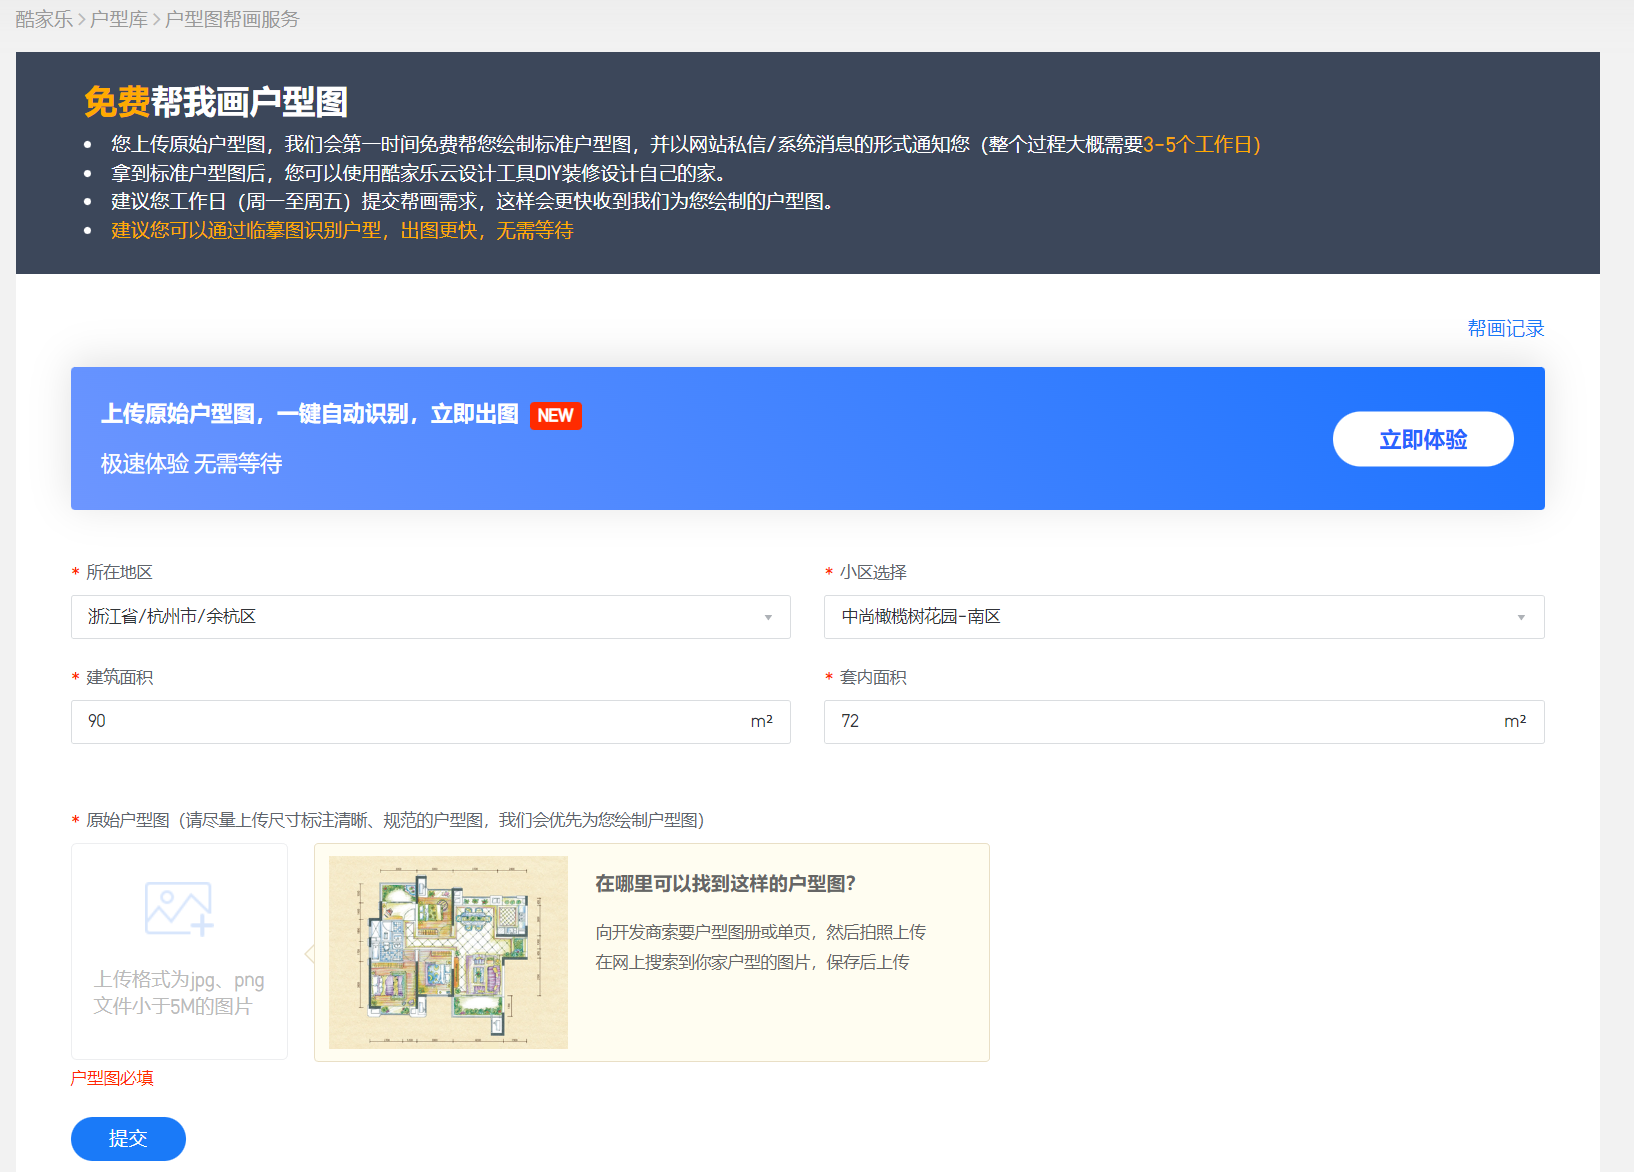 酷家乐 > 户型库 > 户型图帮画服务
免费帮我画户型图
• 您上传原始户型图，我们会第一时间免费帮您绘制标准户型图，并以网站私信/系统消息的形式通知您（整个过程大概需要3-5个工作日）
• 拿到标准户型图后，您可以使用酷家乐云设计工具DIY装修设计自己的家。
• 建议您工作日（周一至周五）提交帮画需求，这样会更快收到我们为您绘制的户型图。
• 建议您可以通过临摹图识别户型，出图更快，无需等待
帮画记录
上传原始户型图，一键自动识别，立即出图 NEW
极速体验 无需等待
立即体验
* 所在地区
浙江省/杭州市/余杭区
* 小区选择
中尚橄榄树花园-南区
* 建筑面积
90 m²
* 套内面积
72 m²
* 原始户型图（请尽量上传尺寸标注清晰、规范的户型图，我们会优先为您绘制户型图）
上传格式为jpg、png
文件小于5M的图片
在哪里可以找到这样的户型图？
向开发商索要户型图册或单页，然后拍照上传
在网上搜索到你家户型的图片，保存后上传
户型图必填
提交